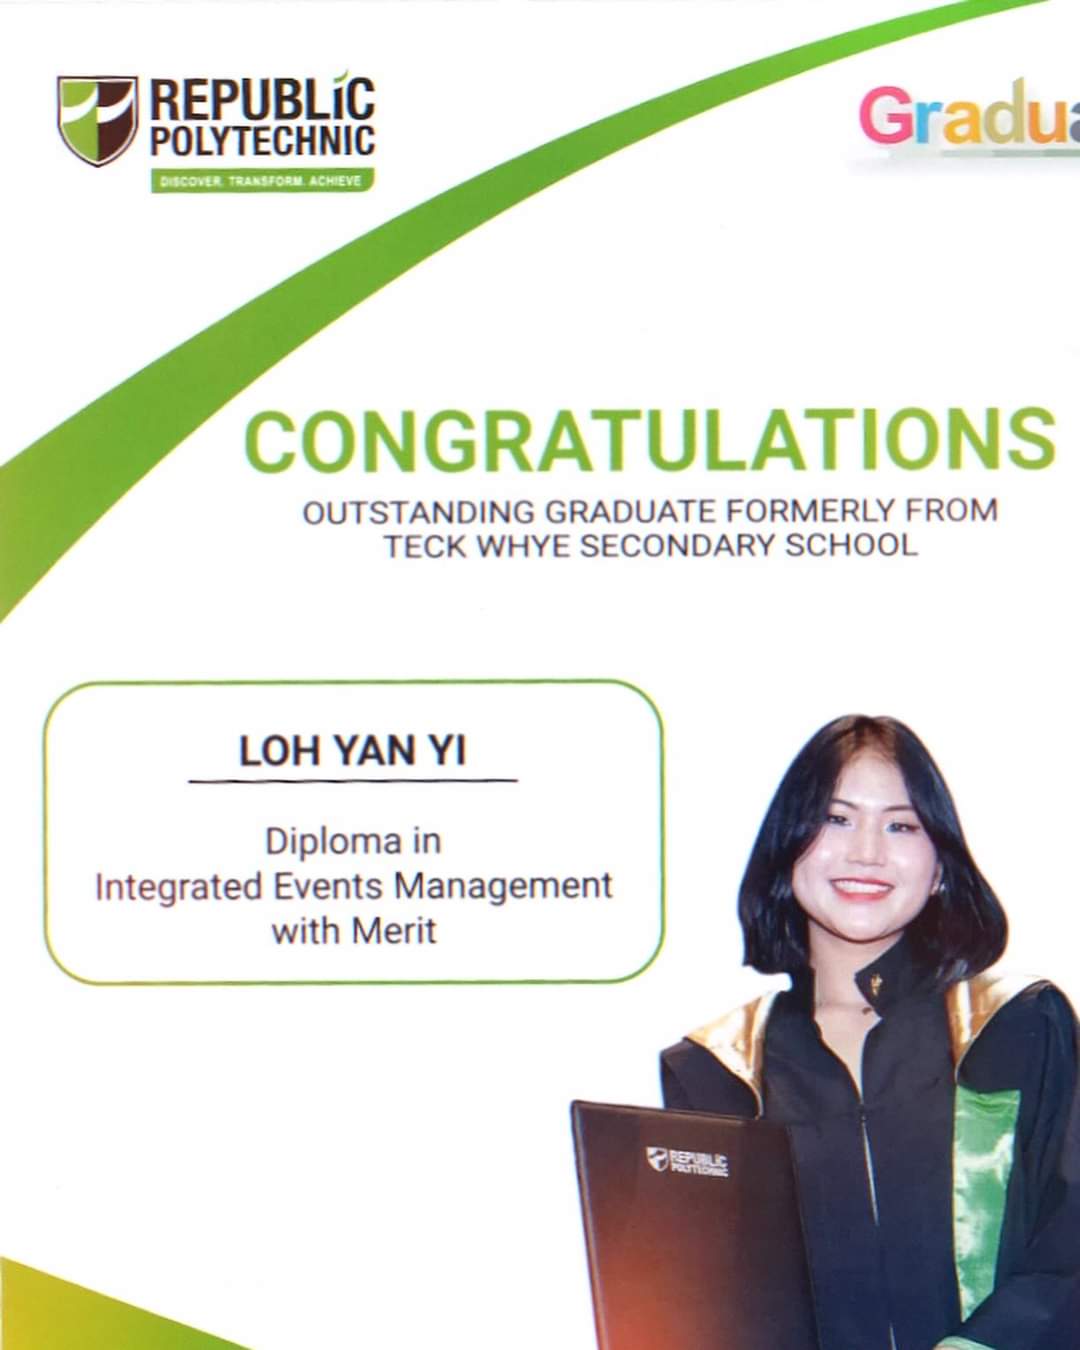 REPUBLIC
POLYTECHNIC
DISCOVER. TRANSFORM. ACHIEVE
CONGRATULATIONS
OUTSTANDING GRADUATE FORMERLY FROM
TECK WHYE SECONDARY SCHOOL
LOH YAN YI
Diploma in
Integrated Events Management
with Merit
REPUBLIC
POLYTECHNIC